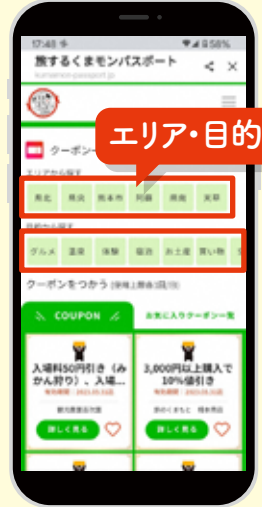 17:48
58%
旅するくまモンパスポート
kumamon-passport.jp
エリア・目的
クーポン
エリアから探す
県北 県央 熊本市 阿蘇 県南 天草
目的から探す
グルメ 温泉 体験 宿泊 お土産 買い物
クーポンをつかう
COUPON
お気に入りクーポン一覧
入場料50円引き（み
かん狩り）、入場...
3,000円以上購入で
10%値引き
詳しく見る
詳しく見る